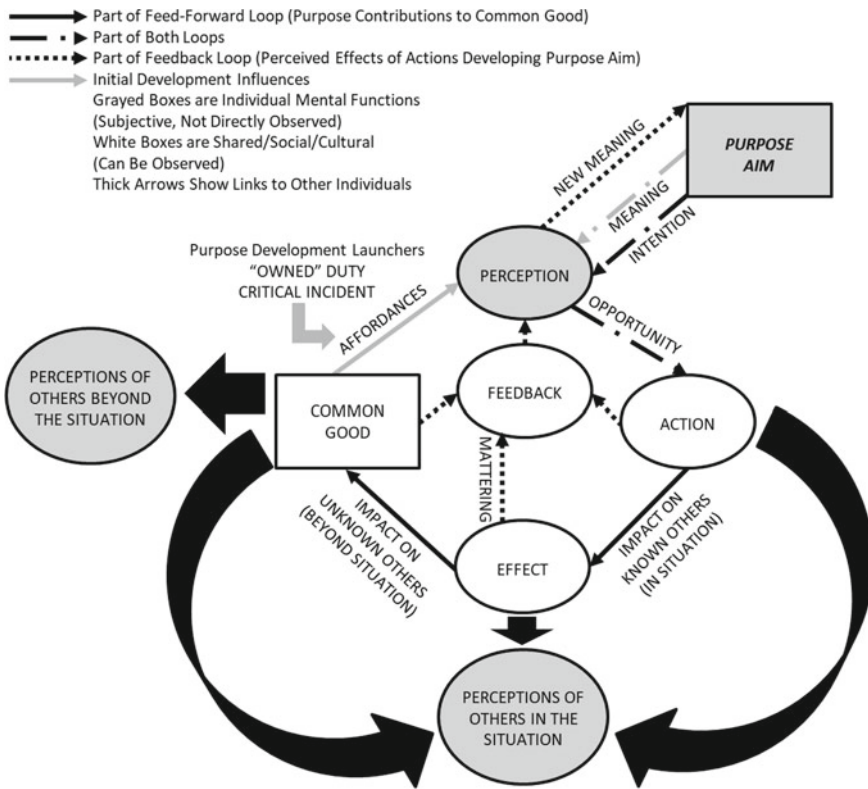 Part of Feed-Forward Loop (Purpose Contributions to Common Good)
Part of Both Loops
Part of Feedback Loop (Perceived Effects of Actions Developing Purpose Aim)
Initial Development Influences
Grayed Boxes are Individual Mental Functions
(Subjective, Not Directly Observed)
White Boxes are Shared/Social/Cultural
(Can Be Observed)
Thick Arrows Show Links to Other Individuals
PURPOSE
AIM
NEW MEANING
MEANING
INTENTION
Purpose Development Launchers
"OWNED" DUTY
CRITICAL INCIDENT
AFFORDANCES
PERCEPTION
OPPORTUNITY
PERCEPTIONS OF
OTHERS BEYOND
THE SITUATION
COMMON
GOOD
FEEDBACK
ACTION
MATTERING
IMPACT ON
UNKNOWN OTHERS
(BEYOND SITUATION)
EFFECT
IMPACT ON
KNOWN OTHERS
(IN SITUATION)
PERCEPTIONS OF
OTHERS IN THE
SITUATION